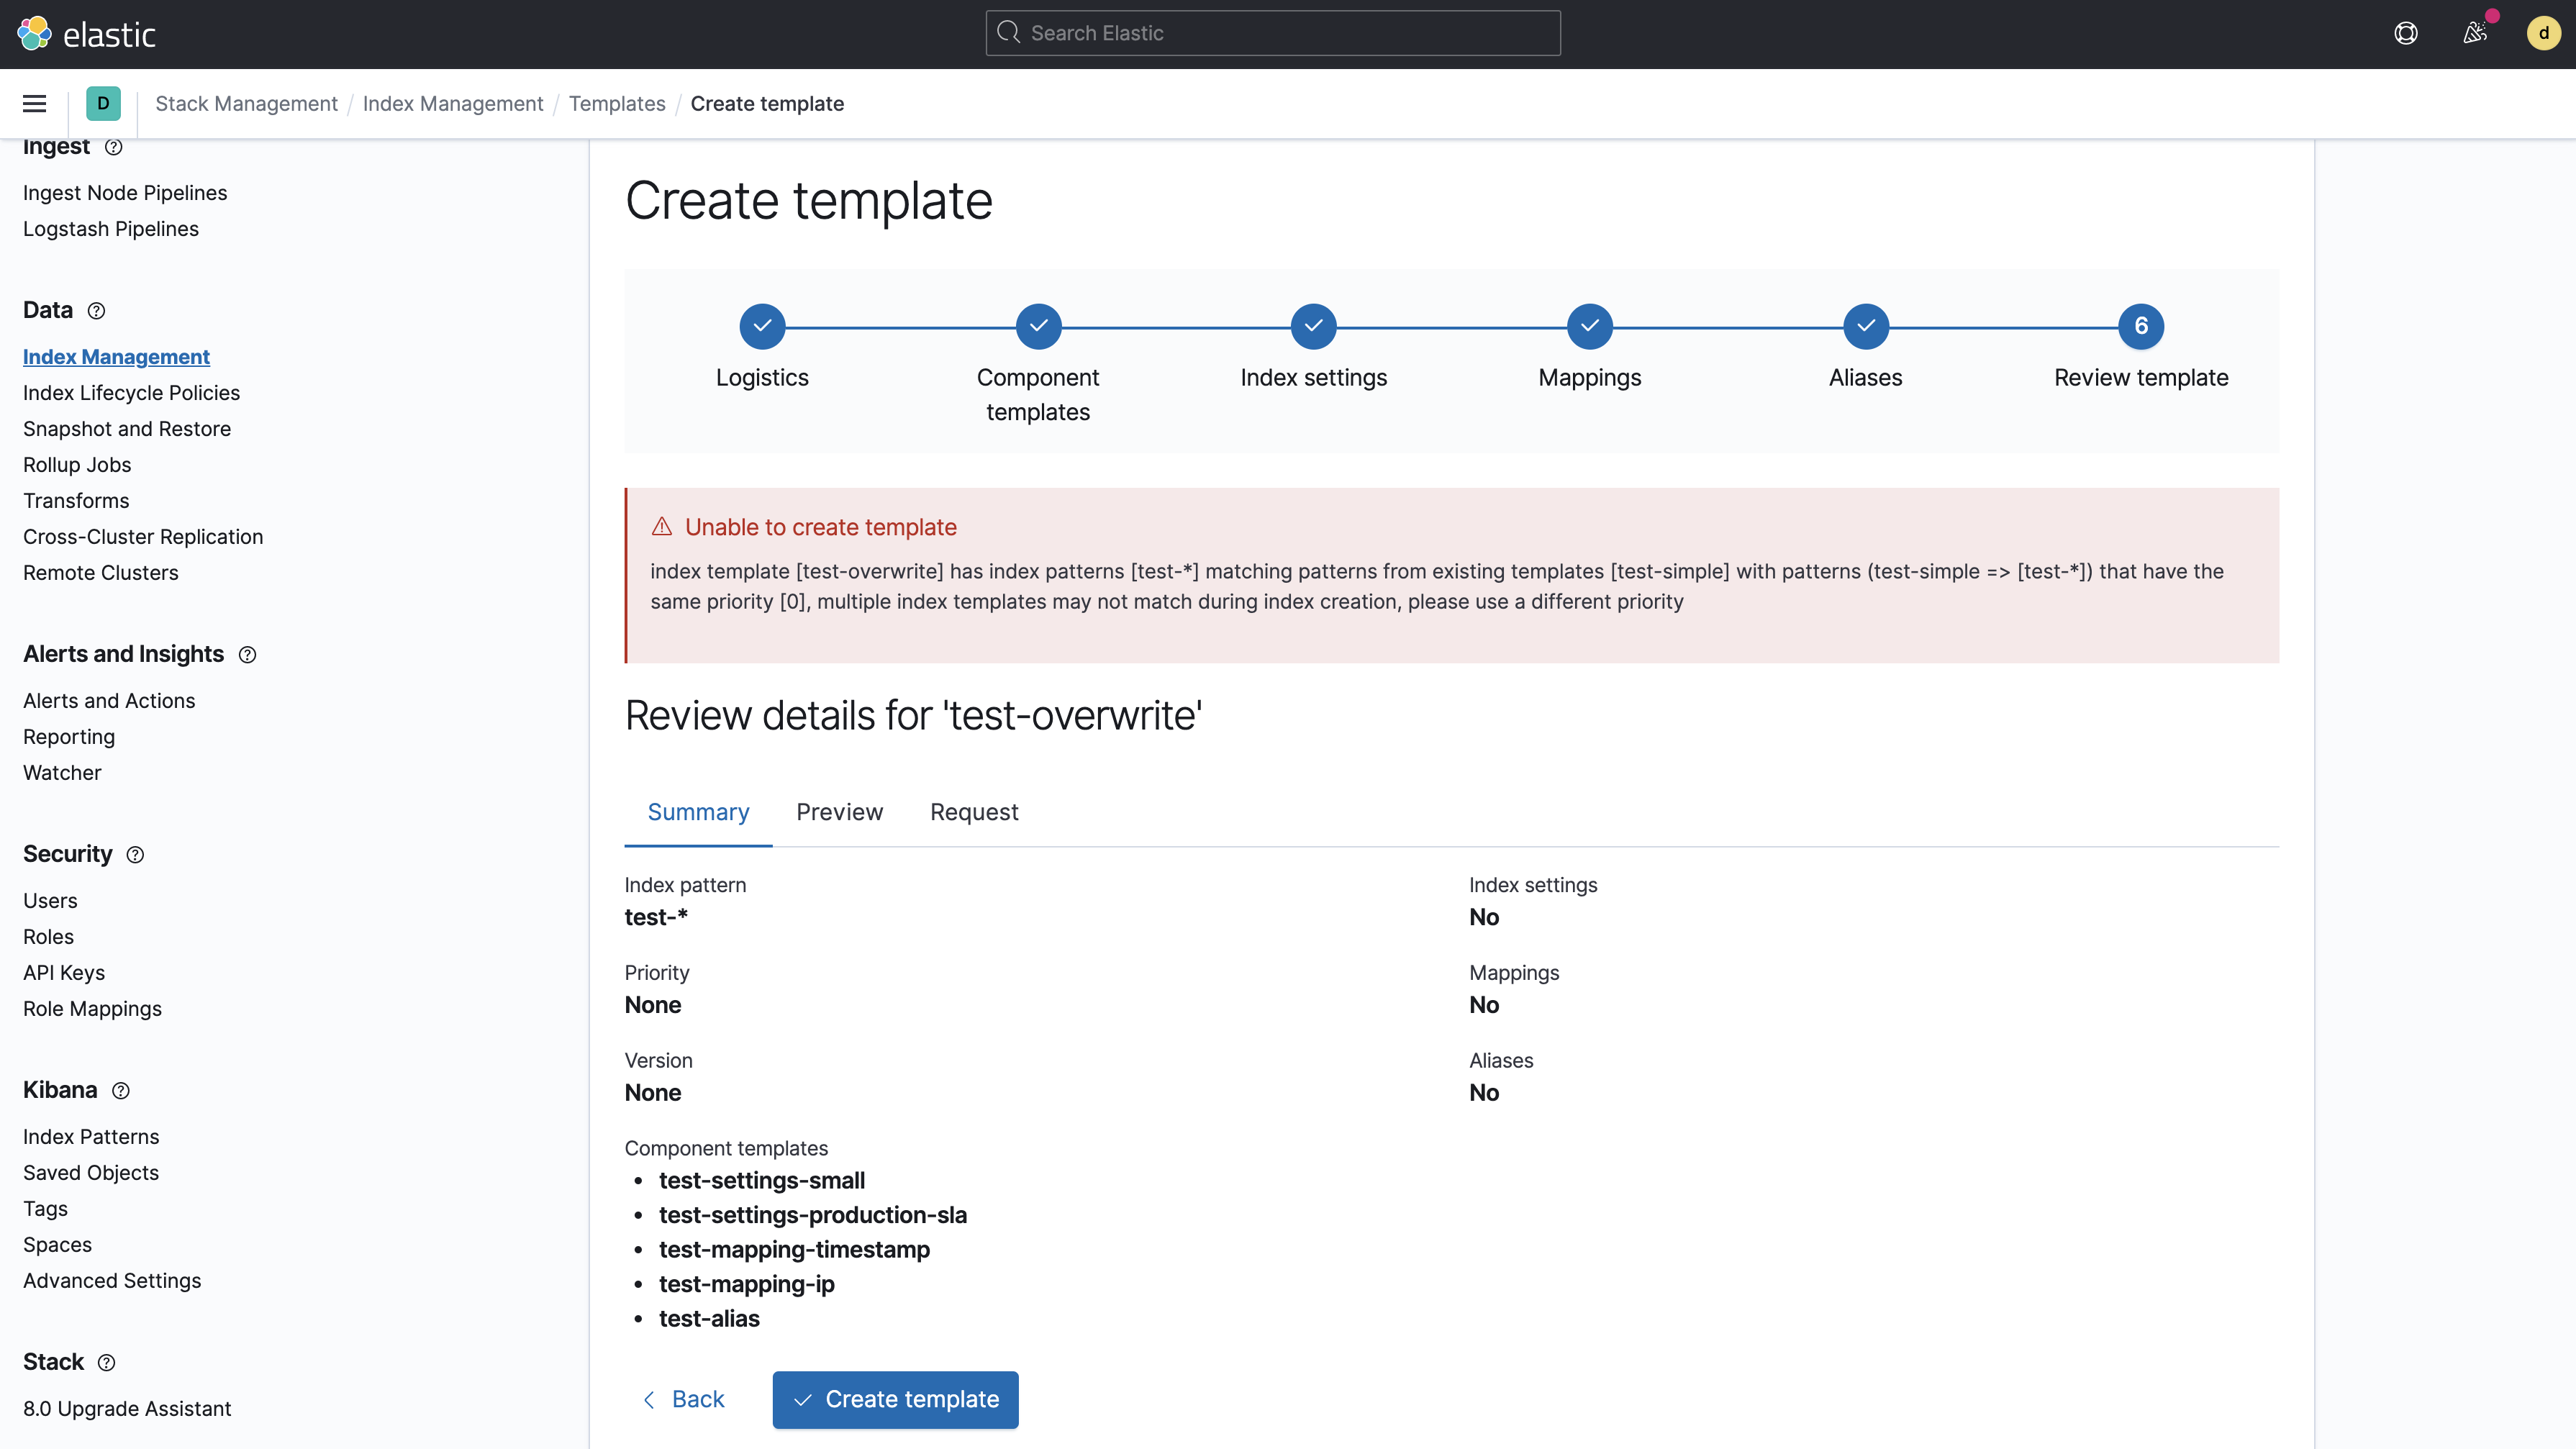 elastic
Search Elastic
d
D
Stack Management / Index Management / Templates / Create template
Ingest
Ingest Node Pipelines
Logstash Pipelines
Data
Index Management
Index Lifecycle Policies
Snapshot and Restore
Rollup Jobs
Transforms
Cross-Cluster Replication
Remote Clusters
Alerts and Insights
Alerts and Actions
Reporting
Watcher
Security
Users
Roles
API Keys
Role Mappings
Kibana
Index Patterns
Saved Objects
Tags
Spaces
Advanced Settings
Stack
8.0 Upgrade Assistant
Create template
Logistics
Component
templates
Index settings
Mappings
Aliases
6
Review template
Unable to create template
index template [test-overwrite] has index patterns [test-*] matching patterns from existing templates [test-simple] with patterns (test-simple => [test-*]) that have the
same priority [0], multiple index templates may not match during index creation, please use a different priority
Review details for 'test-overwrite'
Summary
Preview
Request
Index pattern
test-*
Priority
None
Version
None
Component templates
• test-settings-small
• test-settings-production-sla
• test-mapping-timestamp
• test-mapping-ip
• test-alias
Index settings
No
Mappings
No
Aliases
No
Back
Create template